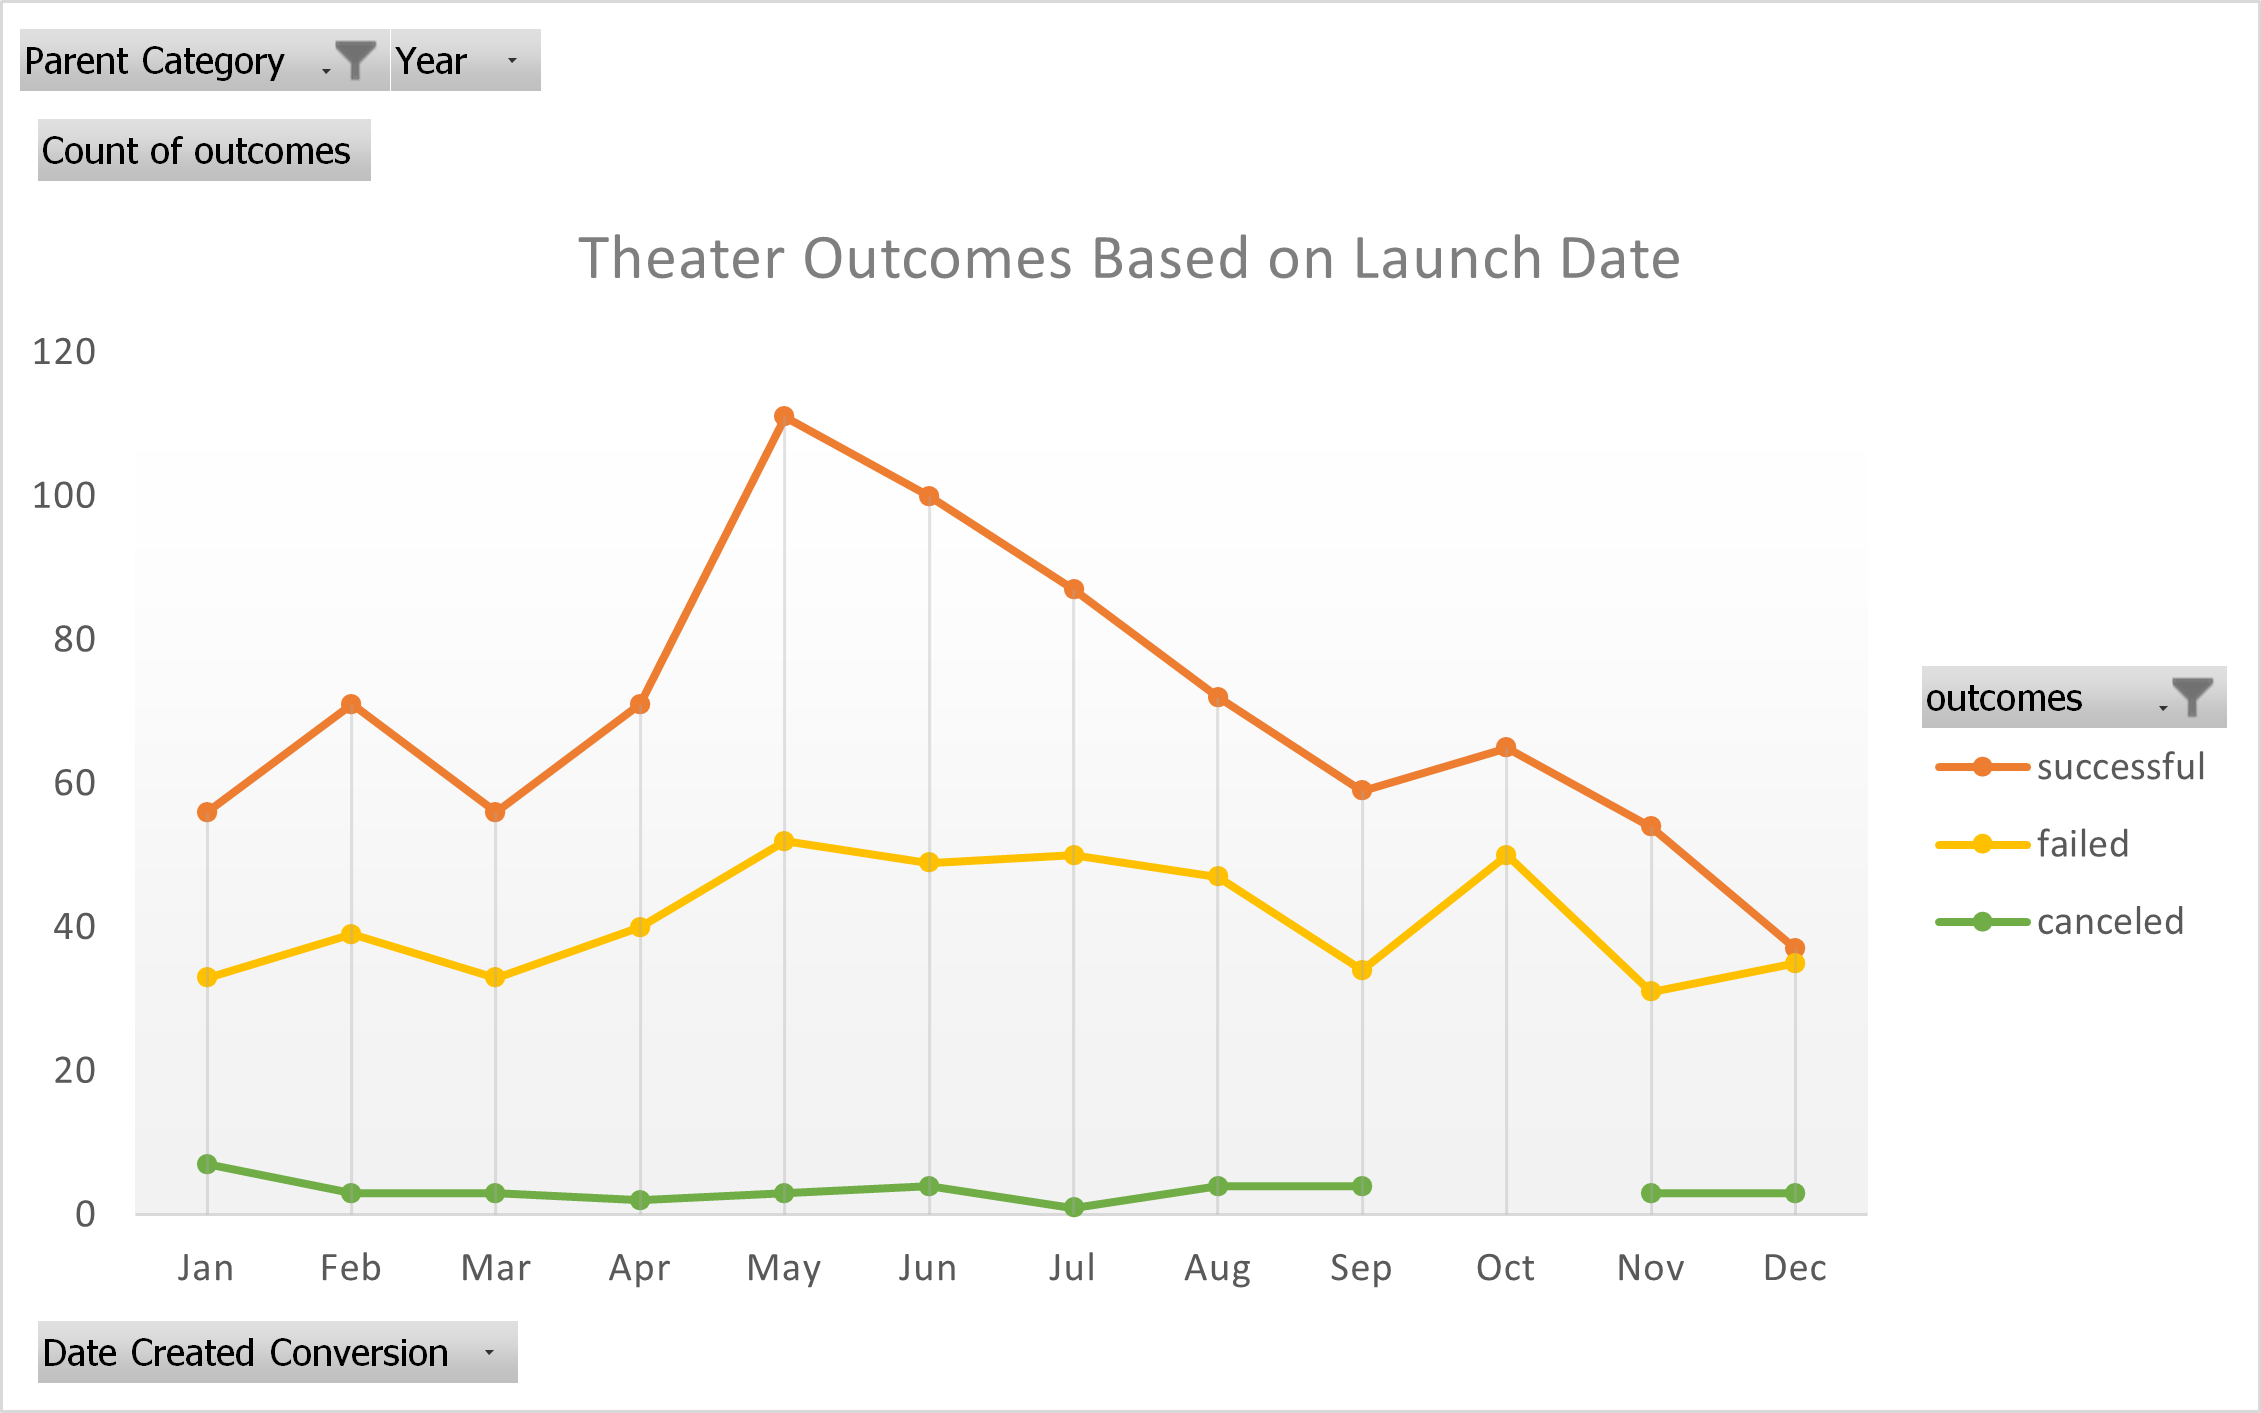 Parent Category Year
Count of outcomes
Theater Outcomes Based on Launch Date
120
100
80
60
40
20
0
Jan Feb Mar Apr May Jun Jul Aug Sep Oct Nov Dec
outcomes
successful
failed
canceled
Date Created Conversion